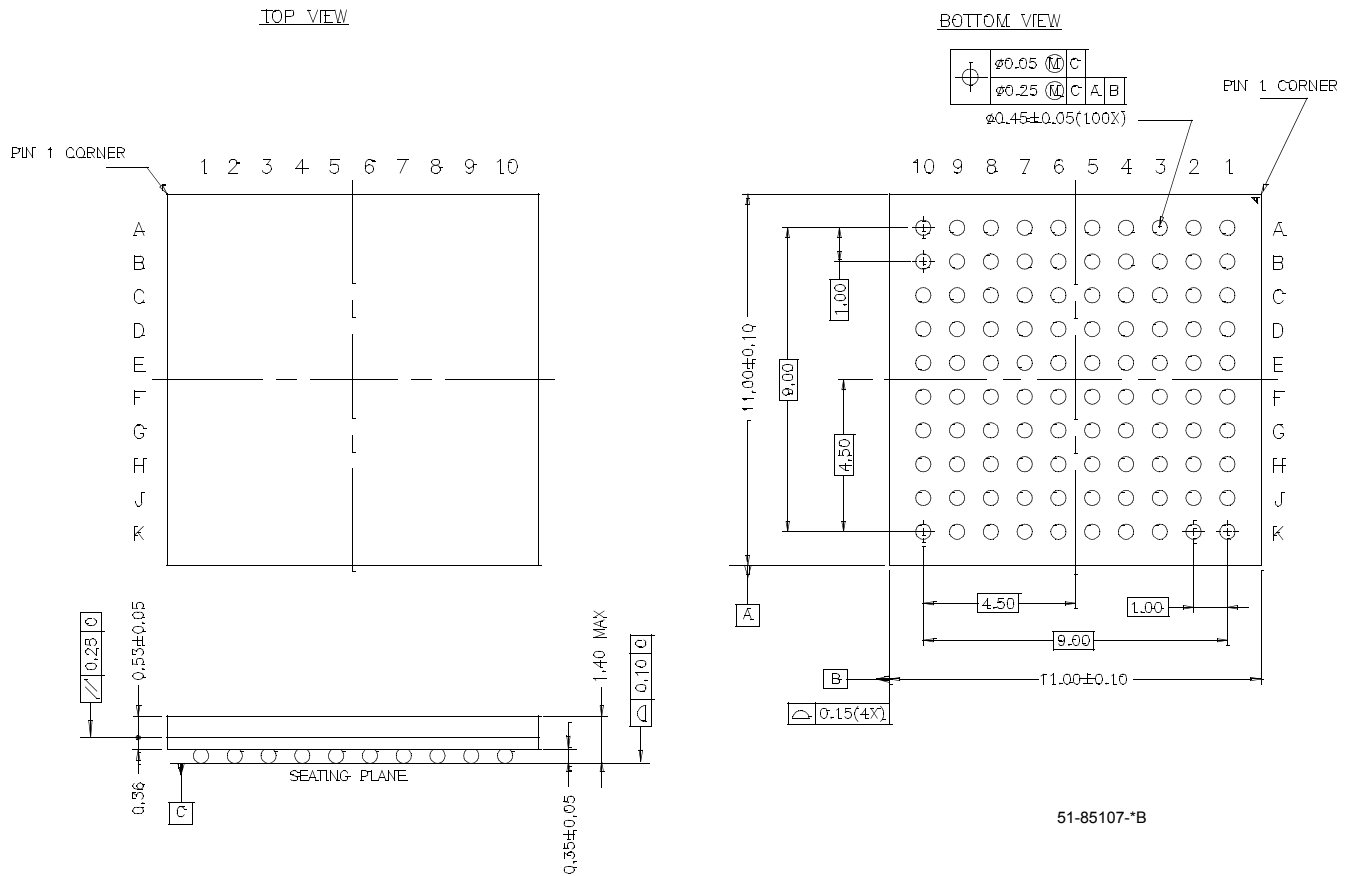 TOP VIEW
BOTTOM VIEW
⌀0.05 Ⓜ C
⌀0.25 Ⓜ C A B
⌀0.45±0.05(100X)
PIN 1 CORNER
PIN 1 CORNER
1 2 3 4 5 6 7 8 9 10
10 9 8 7 6 5 4 3 2 1
A
B
C
D
E
F
G
H
J
K
A
B
C
D
E
F
G
H
J
K
1.00
11.00±0.10
9.00
4.50
A
4.50
1.00
9.00
B
11.00±0.10
0.15(4X)
// 0.25 C
0.53±0.05
1.40 MAX
0.10 C
SEATING PLANE
0.36
C
0.35±0.05
51-85107-*B